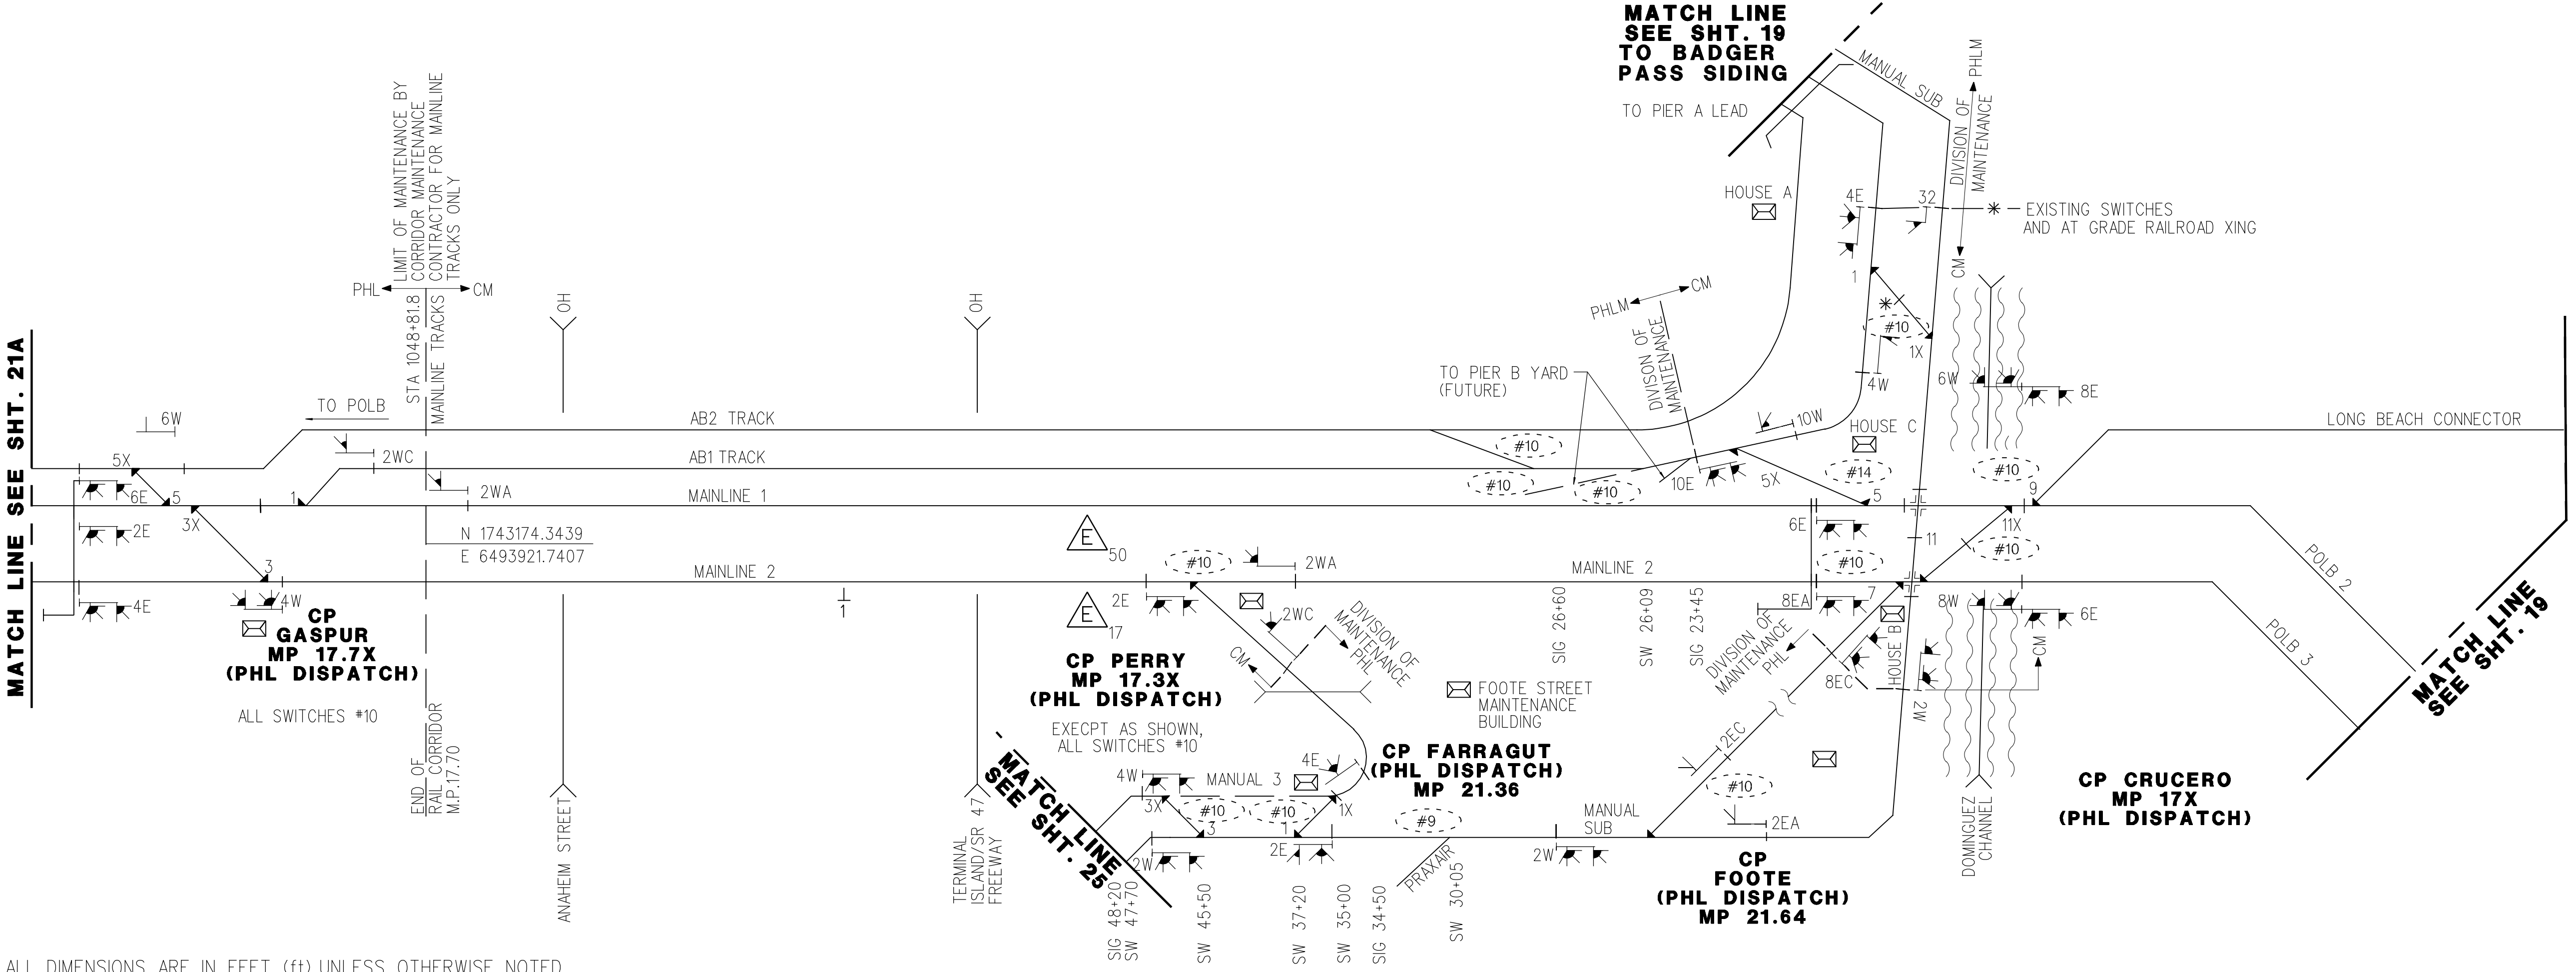 MATCH LINE
SEE SHT. 19
TO BADGER
PASS SIDING
TO PIER A LEAD
MANUAL SUB
DIVISION OF
MAINTENANCE
PHLM
CM
HOUSE A
4E
32
EXISTING SWITCHES
AND AT GRADE RAILROAD XING
1
#10
1X
4W
LIMIT OF MAINTENANCE BY
CORRIDOR MAINTENANCE
CONTRACTOR FOR MAINLINE
TRACKS ONLY
PHL
CM
STA 1048+81.8
MAINLINE TRACKS
OH
OH
PHLM
CM
DIVISON OF
MAINTENANCE
TO PIER B YARD
(FUTURE)
MATCH LINE SEE SHT. 21A
TO POLB
6W
AB2 TRACK
2WC
AB1 TRACK
5X
6E
5
1
2WA
MAINLINE 1
3X
2E
N 1743174.3439
E 6493921.7407
3
MAINLINE 2
4E
4W
CP
GASPUR
MP 17.7X
(PHL DISPATCH)
ALL SWITCHES #10
END OF
RAIL CORRIDOR
M.P.17.70
ANAHEIM STREET
1
E
50
E
17
#10
#10
#10
10E
10W
5X
HOUSE C
#14
5
6W
8E
#10
9
LONG BEACH CONNECTOR
6E
11X
11
#10
#10
2E
#10
2WA
MAINLINE 2
2WC
DIVISION OF
MAINTENANCE
PHL
CM
CP PERRY
MP 17.3X
(PHL DISPATCH)
EXECPT AS SHOWN,
ALL SWITCHES #10
SIG 26+60
SW 26+09
SIG 23+45
8EA
7
DIVISION OF
MAINTENANCE
PHL
8EC
HOUSE B
8W
6E
CM
2W
POLB 2
POLB 3
MATCH LINE
SEE SHT. 19
FOOTE STREET
MAINTENANCE
BUILDING
MATCH LINE
SEE SHT. 25
TERMINAL
ISLAND/SR 47
FREEWAY
4W
MANUAL 3
4E
CP FARRAGUT
(PHL DISPATCH)
MP 21.36
3X
#10
#10
1X
3
1
#9
2W
2E
PRAXAIR
SIG 48+20
SW 47+70
SW 45+50
SW 37+20
SW 35+00
SIG 34+50
SW 30+05
2W
MANUAL
SUB
2EC
#10
2EA
CP
FOOTE
(PHL DISPATCH)
MP 21.64
DOMINGUEZ
CHANNEL
CP CRUCERO
MP 17X
(PHL DISPATCH)
ALL DIMENSIONS ARE IN FEET (ft) UNLESS OTHERWISE NOTED